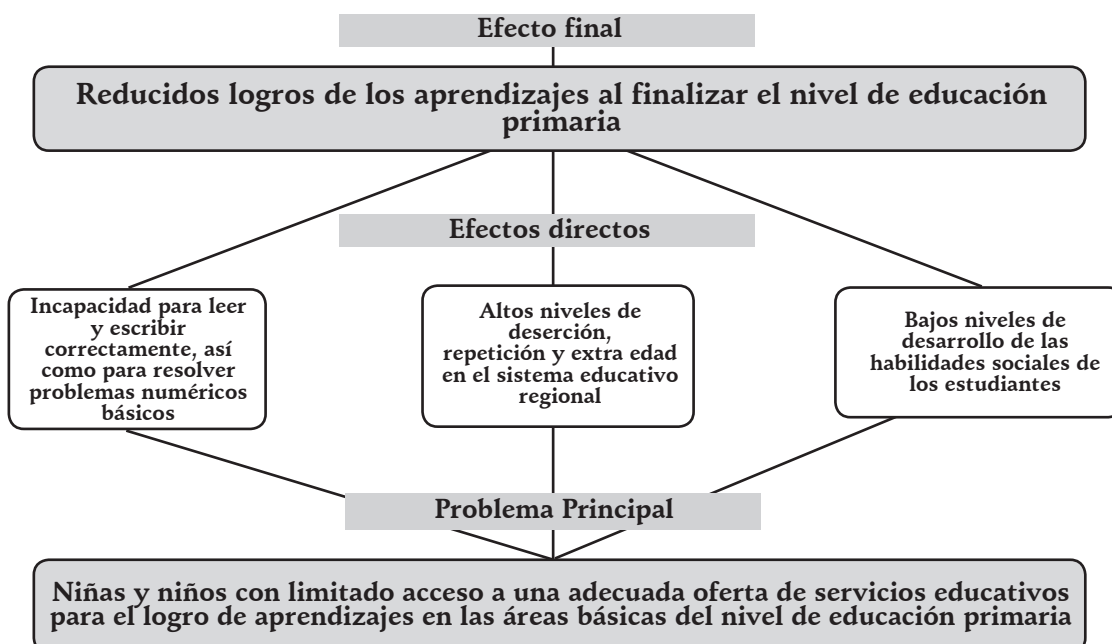 Efecto final
Reducidos logros de los aprendizajes al finalizar el nivel de educación
primaria
Efectos directos
Incapacidad para leer
y escribir
correctamente, así
como para resolver
problemas numéricos
básicos
Altos niveles de
deserción,
repetición y extra edad
en el sistema educativo
regional
Bajos niveles de
desarrollo de las
habilidades sociales de
los estudiantes
Problema Principal
Niñas y niños con limitado acceso a una adecuada oferta de servicios educativos
para el logro de aprendizajes en las áreas básicas del nivel de educación primaria